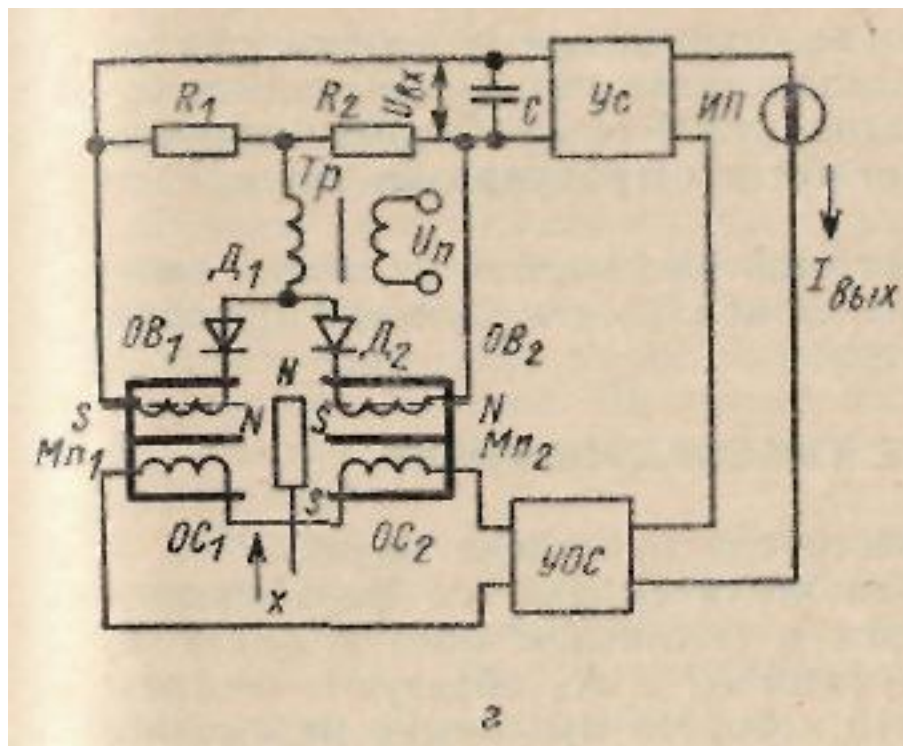 R1 R2 Uвх C Ус ИП
Тр
Uп
Д1
Iвых
ОВ1 Д2 ОВ2
N
S N S N
Мп1 Мп2
S
ОС1 ОС2 УОС
x
г